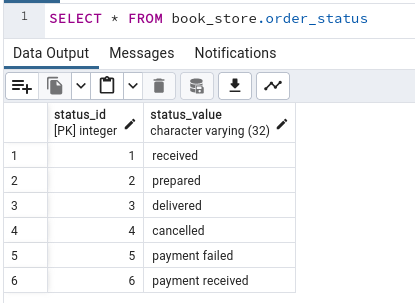 1 SELECT * FROM book_store.order_status
Data Output Messages Notifications
status_id status_value
[PK] integer character varying (32)
1 1 received
2 2 prepared
3 3 delivered
4 4 cancelled
5 5 payment failed
6 6 payment received